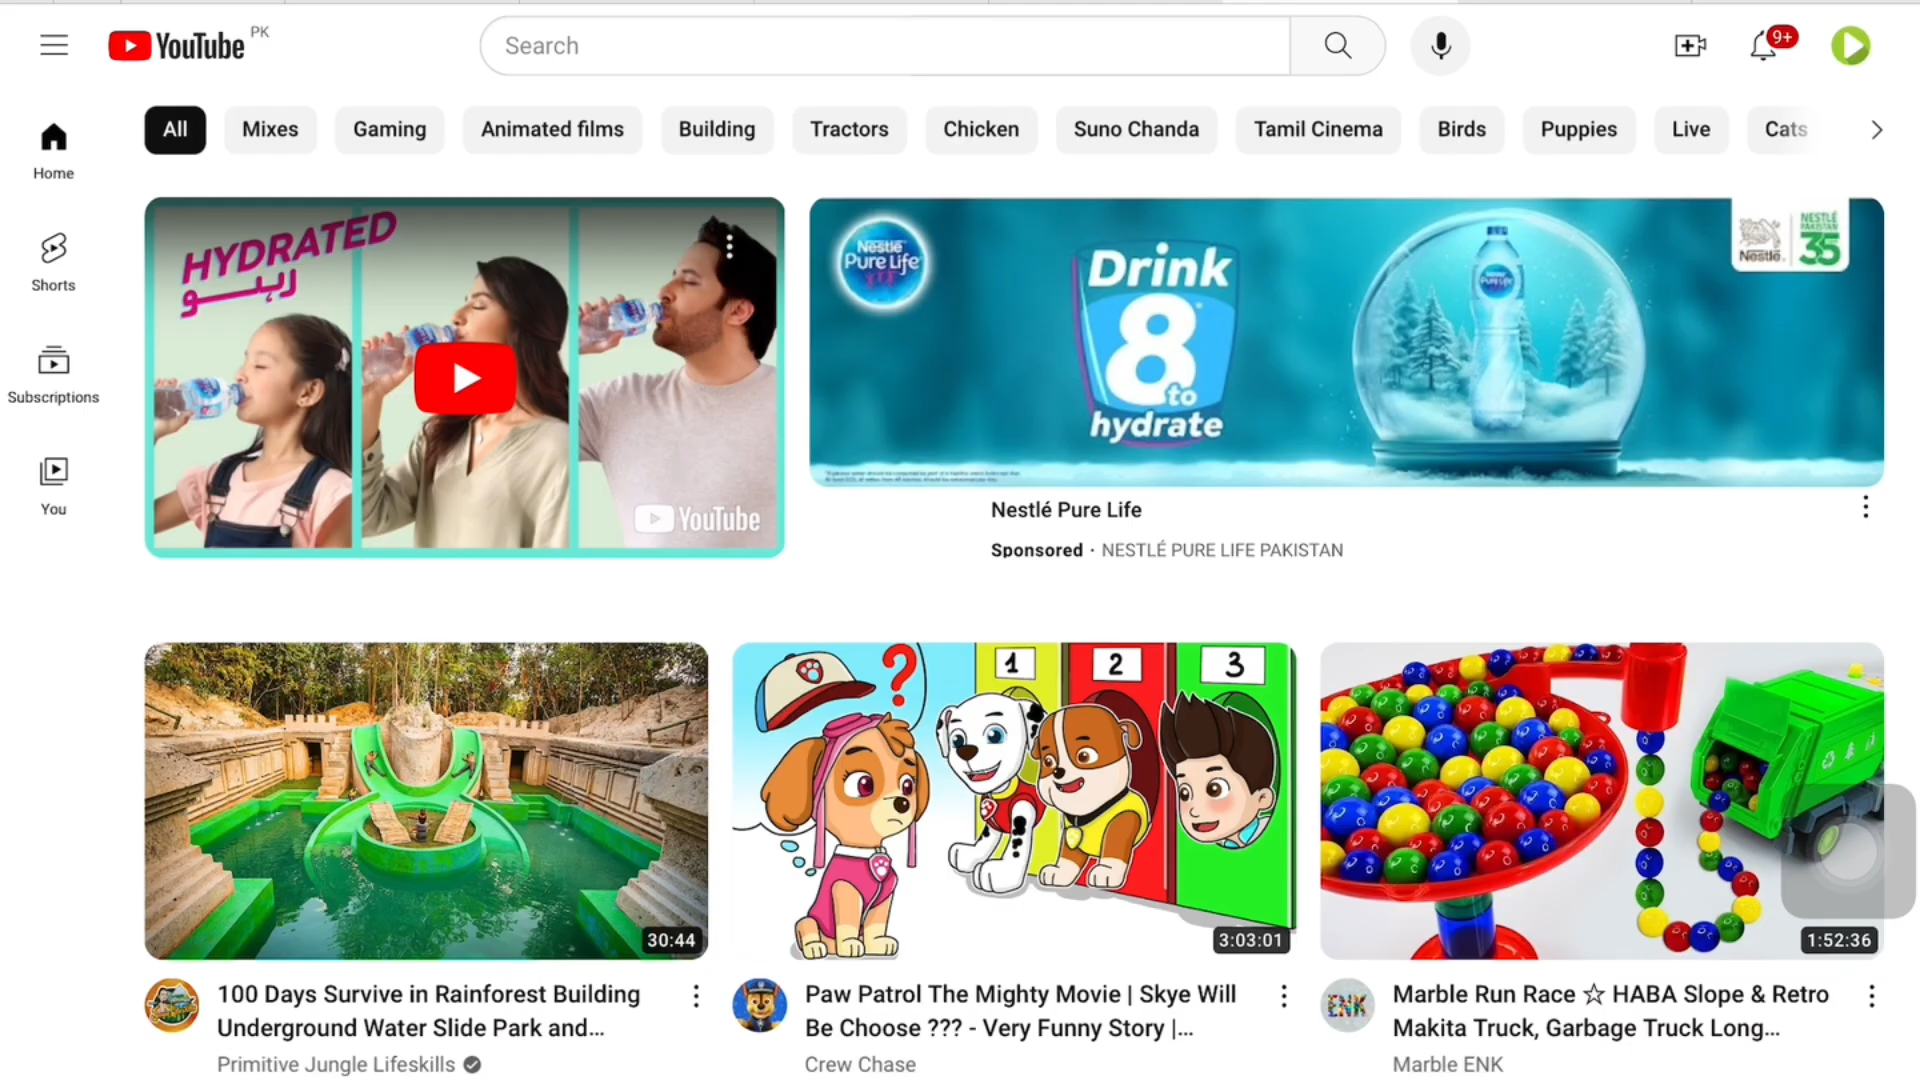 YouTube PK
Search
9+
All
Mixes
Gaming
Animated films
Building
Tractors
Chicken
Suno Chanda
Tamil Cinema
Birds
Puppies
Live
Cats
Home
Shorts
Subscriptions
You
HYDRATED
رہو
YouTube
Nestlé
Pure Life
Drink
8
to
hydrate
Nestlé
NESTLÉ
PAKISTAN
35
Nestlé Pure Life
Sponsored · NESTLÉ PURE LIFE PAKISTAN
30:44
100 Days Survive in Rainforest Building
Underground Water Slide Park and...
Primitive Jungle Lifeskills
?
1
2
3
3:03:01
Paw Patrol The Mighty Movie | Skye Will
Be Choose ??? - Very Funny Story |...
Crew Chase
1:52:36
ENK
Marble Run Race ☆ HABA Slope & Retro
Makita Truck, Garbage Truck Long...
Marble ENK